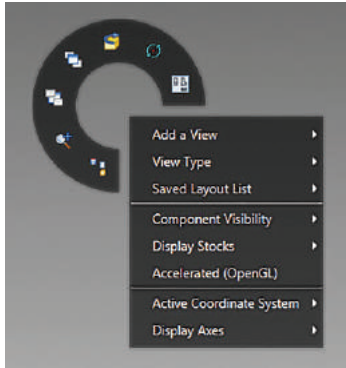 Add a View
View Type
Saved Layout List
Component Visibility
Display Stocks
Accelerated (OpenGL)
Active Coordinate System
Display Axes